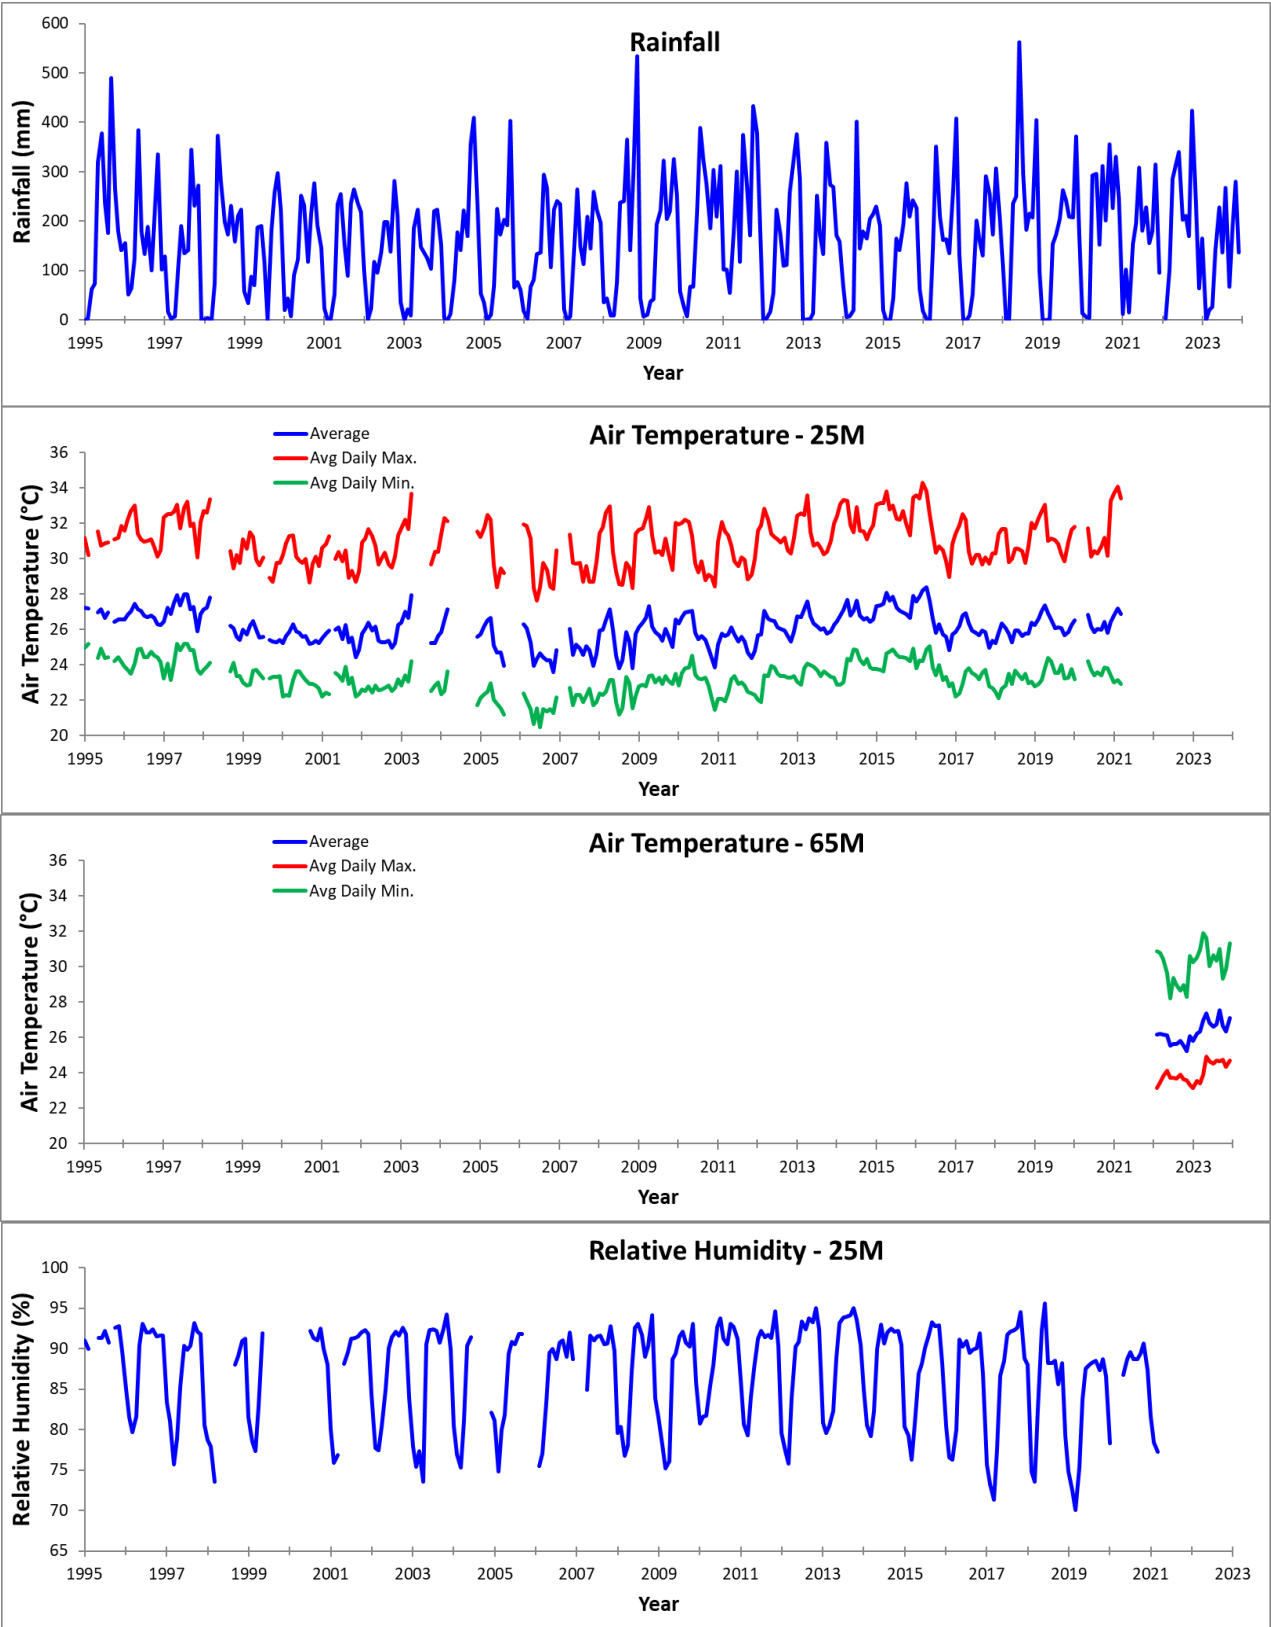 Rainfall
600
500
400
300
200
100
0
Rainfall (mm)
1995 1997 1999 2001 2003 2005 2007 2009 2011 2013 2015 2017 2019 2021 2023
Year
Air Temperature - 25M
Average
Avg Daily Max.
Avg Daily Min.
36
34
32
30
28
26
24
22
20
Air Temperature (°C)
1995 1997 1999 2001 2003 2005 2007 2009 2011 2013 2015 2017 2019 2021 2023
Year
Air Temperature - 65M
Average
Avg Daily Max.
Avg Daily Min.
36
34
32
30
28
26
24
22
20
Air Temperature (°C)
1995 1997 1999 2001 2003 2005 2007 2009 2011 2013 2015 2017 2019 2021 2023
Year
Relative Humidity - 25M
100
95
90
85
80
75
70
65
Relative Humidity (%)
1995 1997 1999 2001 2003 2005 2007 2009 2011 2013 2015 2017 2019 2021 2023
Year